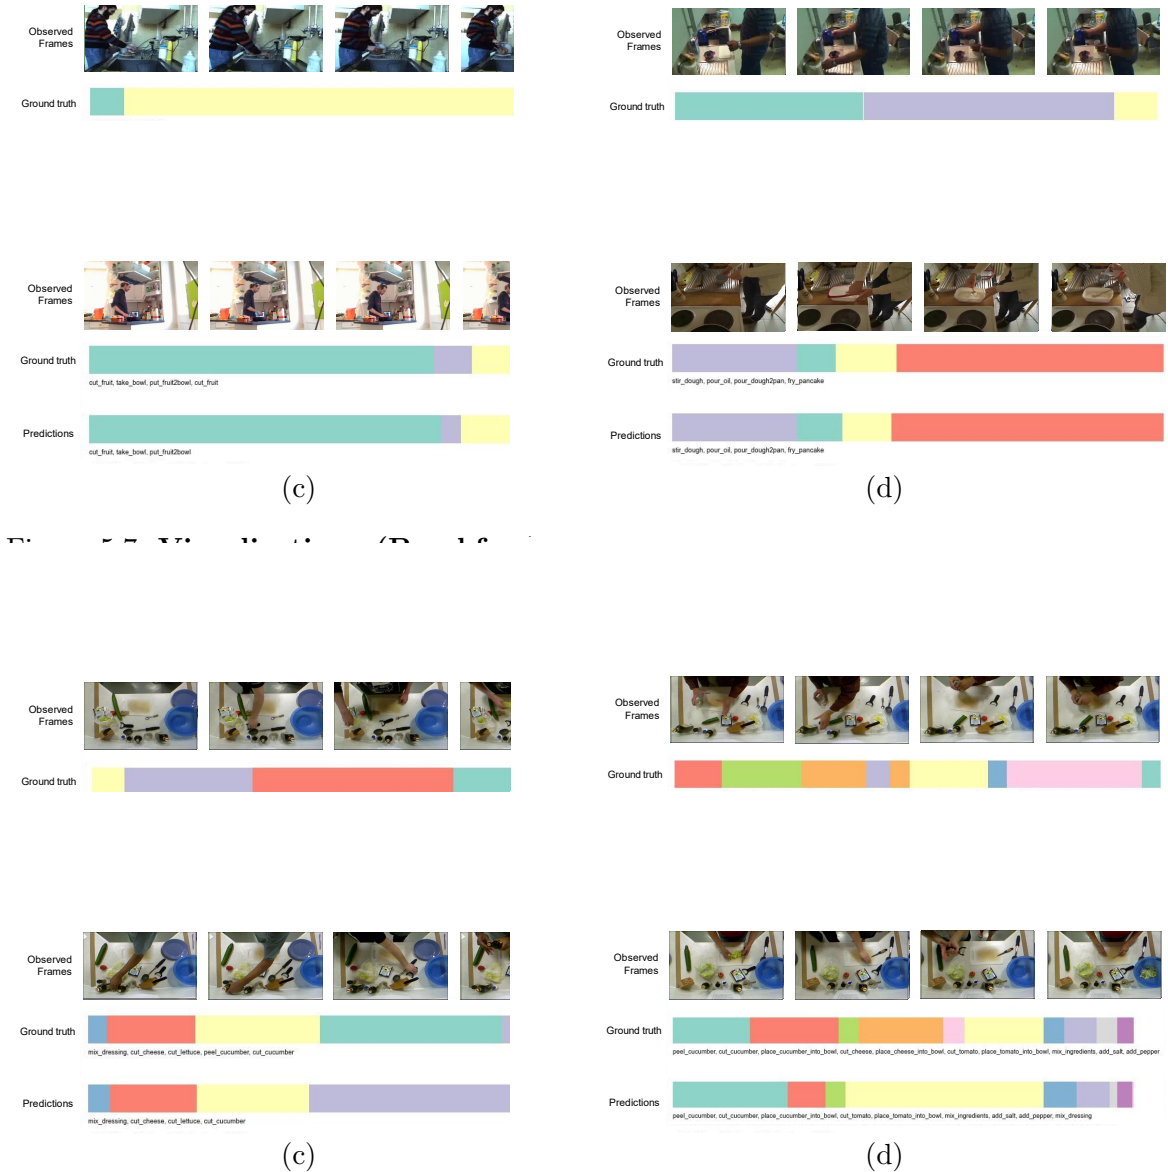 Observed
Frames
Ground truth
Observed
Frames
Ground truth
Observed
Frames
Ground truth
cut_fruit, take_bowl, put_fruit2bowl, cut_fruit
Predictions
cut_fruit, take_bowl, put_fruit2bowl
(c)
Observed
Frames
Ground truth
stir_dough, pour_oil, pour_dough2pan, fry_pancake
Predictions
stir_dough, pour_oil, pour_dough2pan, fry_pancake
(d)
Observed
Frames
Ground truth
Observed
Frames
Ground truth
Observed
Frames
Ground truth
mix_dressing, cut_cheese, cut_lettuce, peel_cucumber, cut_cucumber
Predictions
mix_dressing, cut_cheese, cut_lettuce, cut_cucumber
(c)
Observed
Frames
Ground truth
peel_cucumber, cut_cucumber, place_cucumber_into_bowl, cut_cheese, place_cheese_into_bowl, cut_tomato, place_tomato_into_bowl, mix_ingredients, add_salt, add_pepper
Predictions
peel_cucumber, cut_cucumber, place_cucumber_into_bowl, cut_tomato, place_tomato_into_bowl, mix_ingredients, add_salt, add_pepper, mix_dressing
(d)